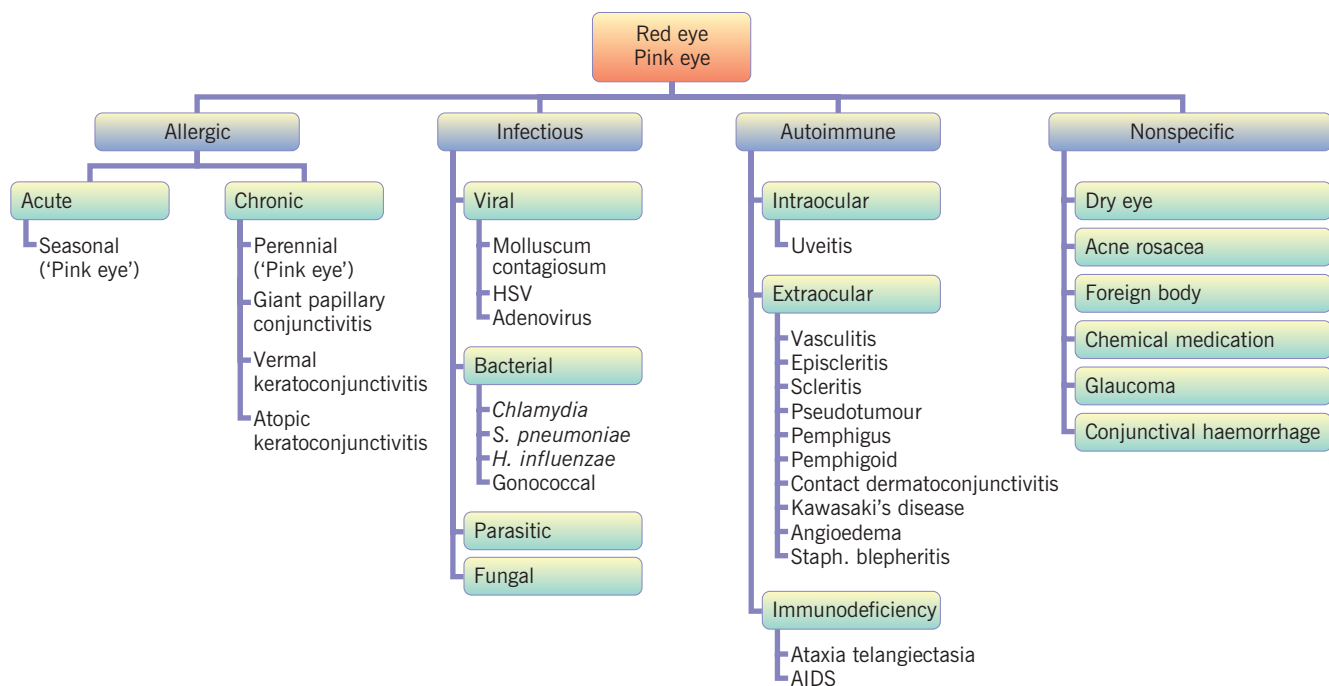 Red eye
Pink eye
Allergic
Infectious
Autoimmune
Nonspecific
Acute
Seasonal
(‘Pink eye’)
Chronic
Perennial
(‘Pink eye’)
Giant papillary
conjunctivitis
Vermal
keratoconjunctivitis
Atopic
keratoconjunctivitis
Viral
Molluscum
contagiosum
HSV
Adenovirus
Bacterial
Chlamydia
S. pneumoniae
H. influenzae
Gonococcal
Parasitic
Fungal
Intraocular
Uveitis
Extraocular
Vasculitis
Episcleritis
Scleritis
Pseudotumour
Pemphigus
Pemphigoid
Contact dermatoconjunctivitis
Kawasaki’s disease
Angioedema
Staph. blepheritis
Immunodeficiency
Ataxia telangiectasia
AIDS
Dry eye
Acne rosacea
Foreign body
Chemical medication
Glaucoma
Conjunctival haemorrhage